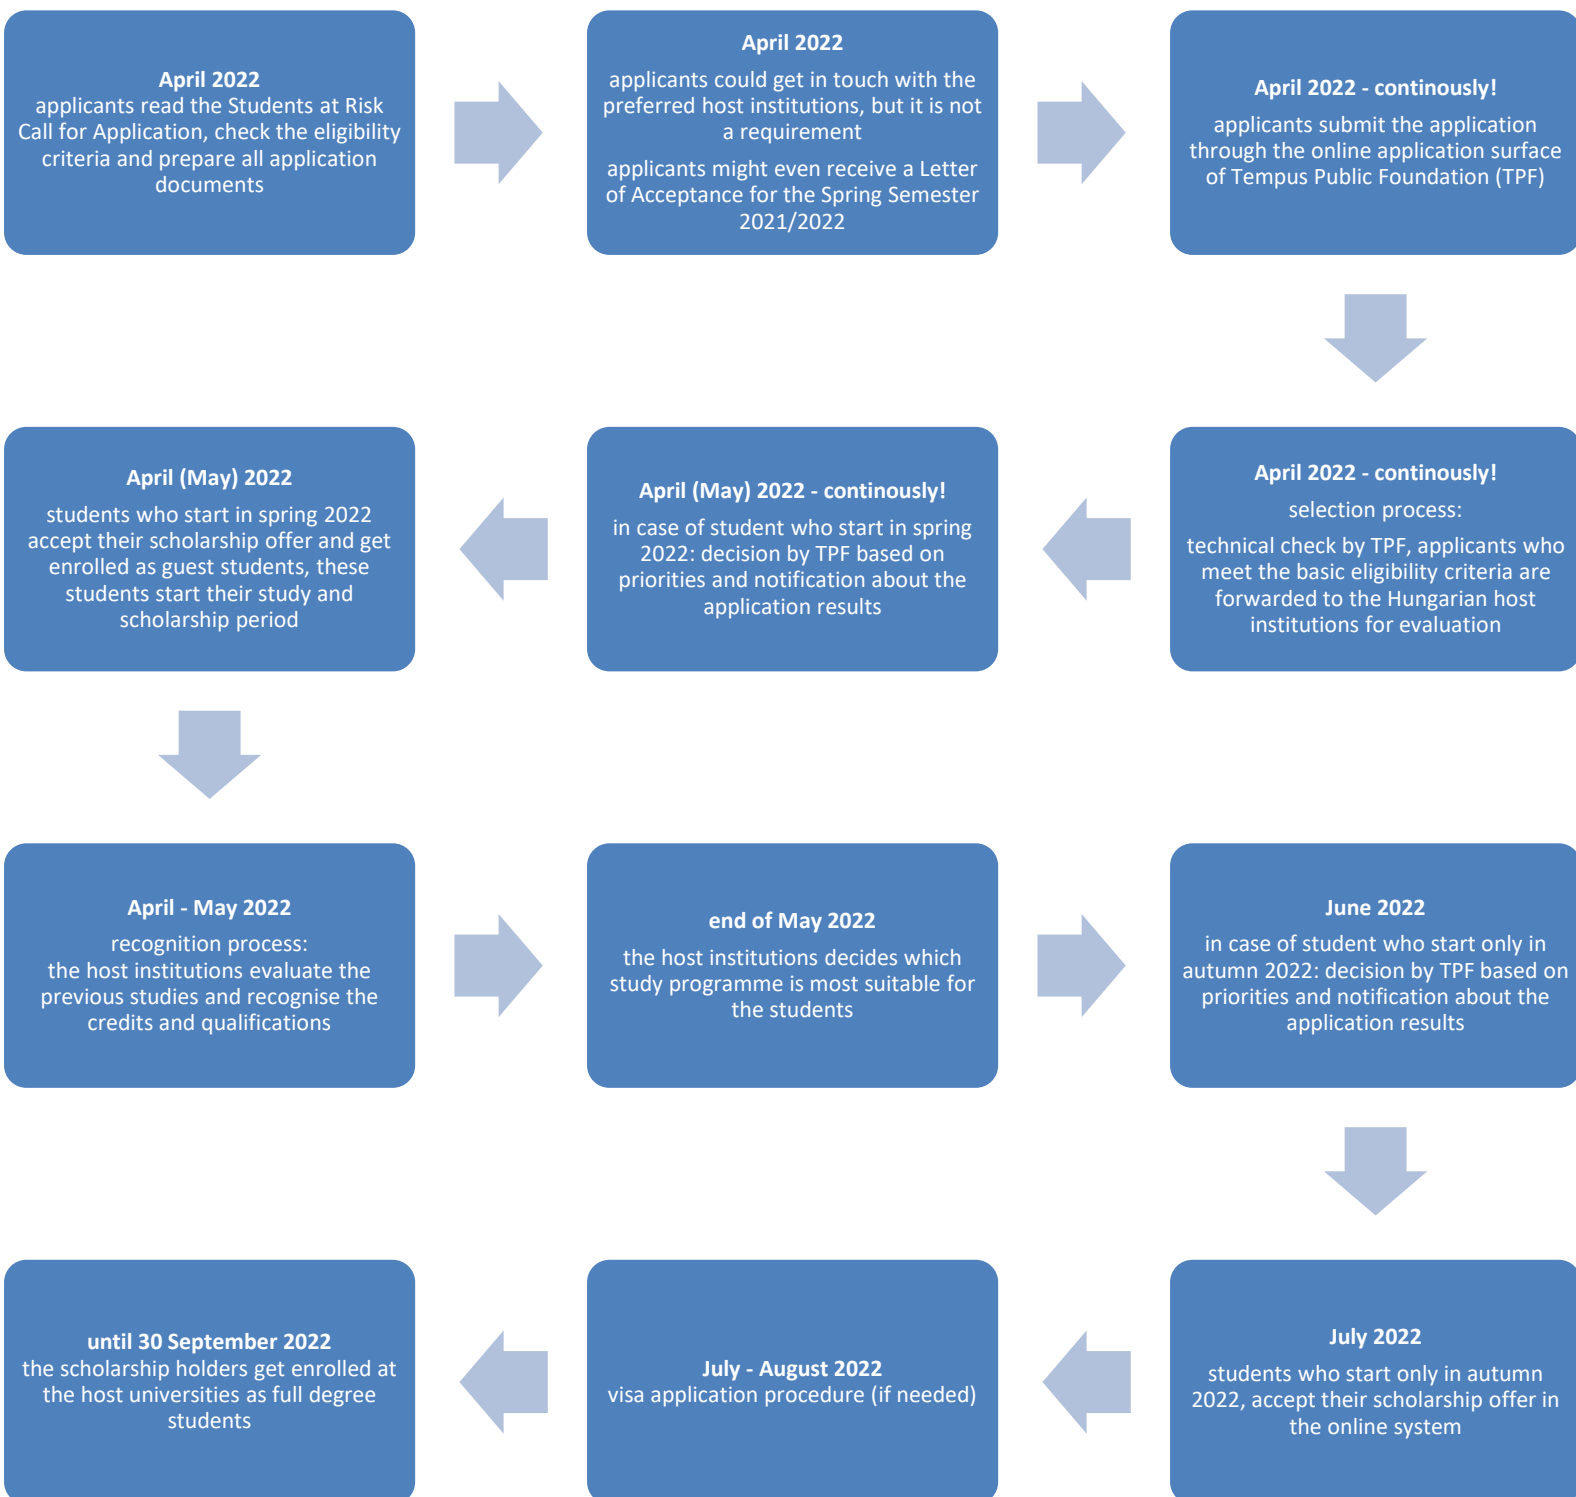 April 2022
applicants read the Students at Risk
Call for Application, check the eligibility
criteria and prepare all application
documents
April 2022
applicants could get in touch with the
preferred host institutions, but it is not
a requirement
applicants might even receive a Letter
of Acceptance for the Spring Semester
2021/2022
April 2022 - continously!
applicants submit the application
through the online application surface
of Tempus Public Foundation (TPF)
April 2022 - continously!
selection process:
technical check by TPF, applicants who
meet the basic eligibility criteria are
forwarded to the Hungarian host
institutions for evaluation
April (May) 2022 - continously!
in case of student who start in spring
2022: decision by TPF based on
priorities and notification about the
application results
April (May) 2022
students who start in spring 2022
accept their scholarship offer and get
enrolled as guest students, these
students start their study and
scholarship period
April - May 2022
recognition process:
the host institutions evaluate the
previous studies and recognise the
credits and qualifications
end of May 2022
the host institutions decides which
study programme is most suitable for
the students
June 2022
in case of student who start only in
autumn 2022: decision by TPF based on
priorities and notification about the
application results
July 2022
students who start only in autumn
2022, accept their scholarship offer in
the online system
July - August 2022
visa application procedure (if needed)
until 30 September 2022
the scholarship holders get enrolled at
the host universities as full degree
students